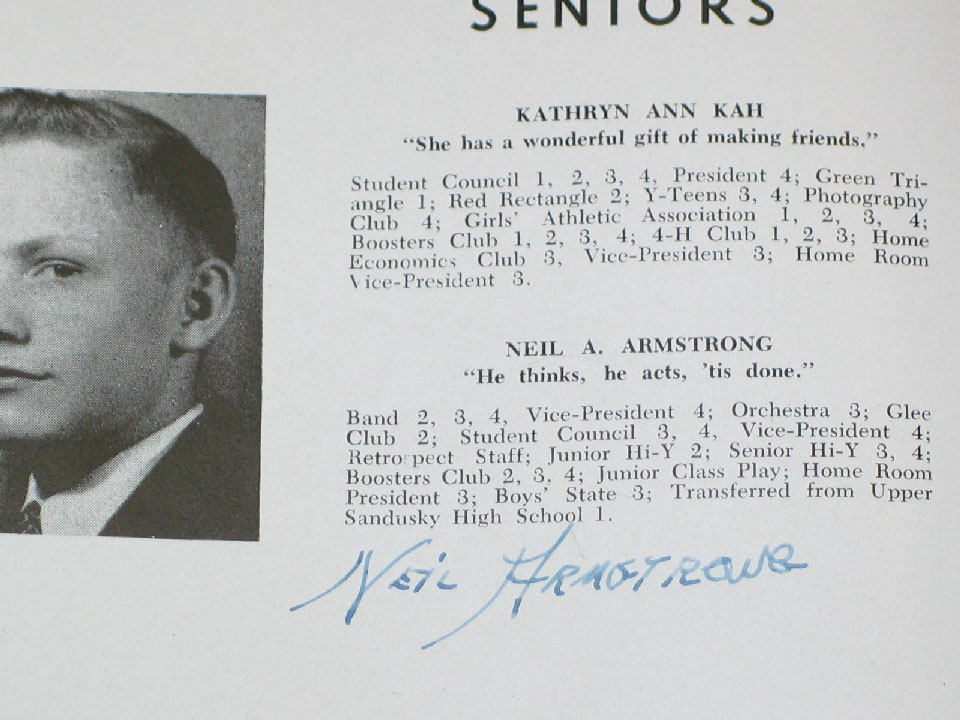 SENIORS
KATHRYN ANN KAH
“She has a wonderful gift of making friends.”
Student Council 1, 2, 3, 4, President 4; Green Tri-
angle 1; Red Rectangle 2; Y-Teens 3, 4; Photography
Club 4; Girls’ Athletic Association 1, 2, 3, 4;
Boosters Club 1, 2, 3, 4; 4-H Club 1, 2, 3; Home
Economics Club 3, Vice-President 3; Home Room
Vice-President 3.
NEIL A. ARMSTRONG
“He thinks, he acts, ’tis done.”
Band 2, 3, 4, Vice-President 4; Orchestra 3; Glee
Club 2; Student Council 3, 4, Vice-President 4;
Retrospect Staff; Junior Hi-Y 2; Senior Hi-Y 3, 4;
Boosters Club 2, 3, 4; Junior Class Play; Home Room
President 3; Boys’ State 3; Transferred from Upper
Sandusky High School 1.
NEIL ARMSTRONG